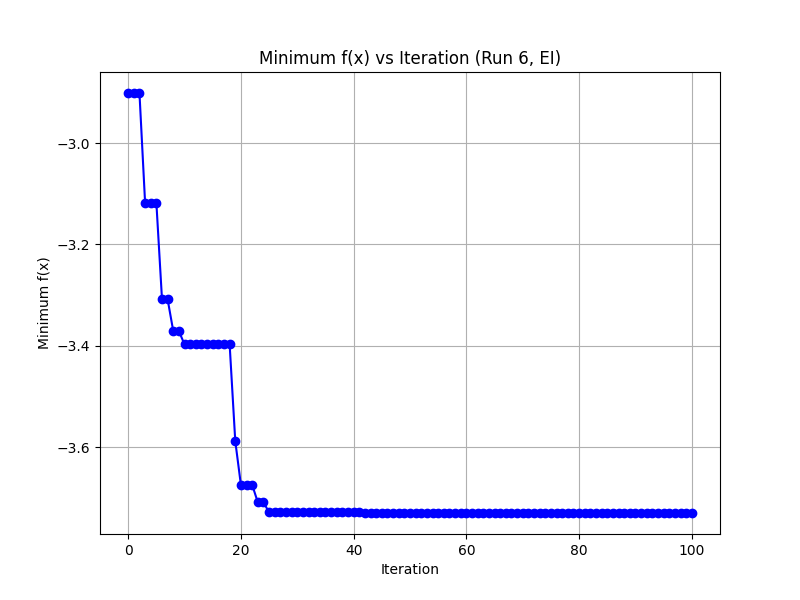 Minimum f(x) vs Iteration (Run 6, EI)
Minimum f(x)
−3.0
−3.2
−3.4
−3.6
0 20 40 60 80 100
Iteration